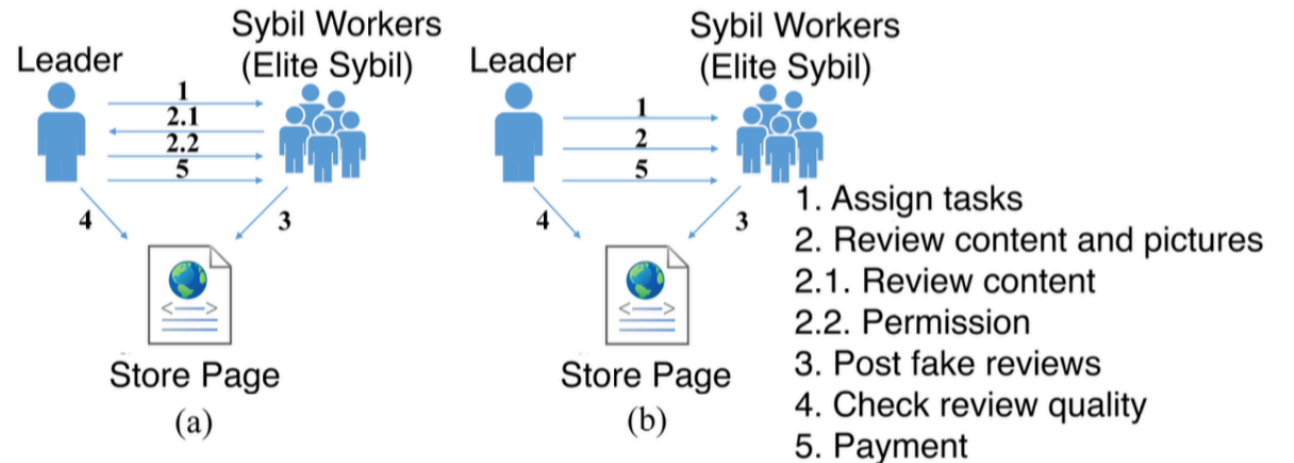 Leader
Sybil Workers
(Elite Sybil)
1
2.1
2.2
5
4
3
< >
Store Page
(a)
Leader
Sybil Workers
(Elite Sybil)
1
2
5
4
3
< >
Store Page
(b)
1. Assign tasks
2. Review content and pictures
2.1. Review content
2.2. Permission
3. Post fake reviews
4. Check review quality
5. Payment